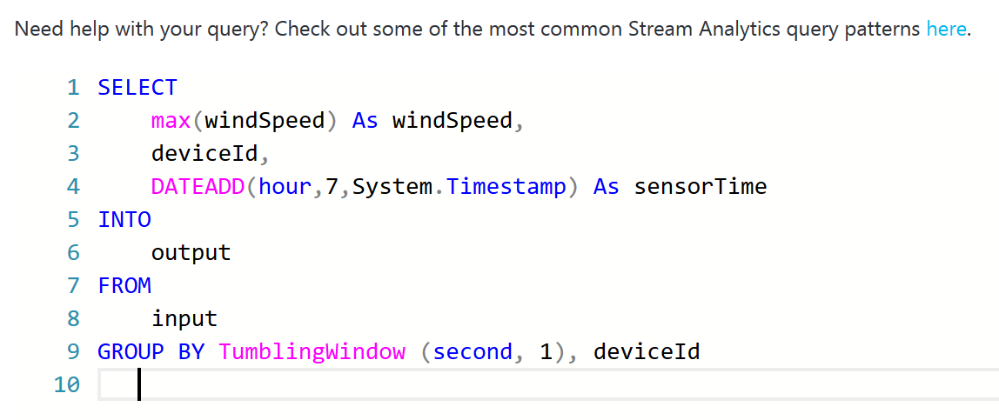 Need help with your query? Check out some of the most common Stream Analytics query patterns here.
1 SELECT
2 max(windSpeed) As windSpeed,
3 deviceId,
4 DATEADD(hour,7,System.Timestamp) As sensorTime
5 INTO
6 output
7 FROM
8 input
9 GROUP BY TumblingWindow (second, 1), deviceId
10